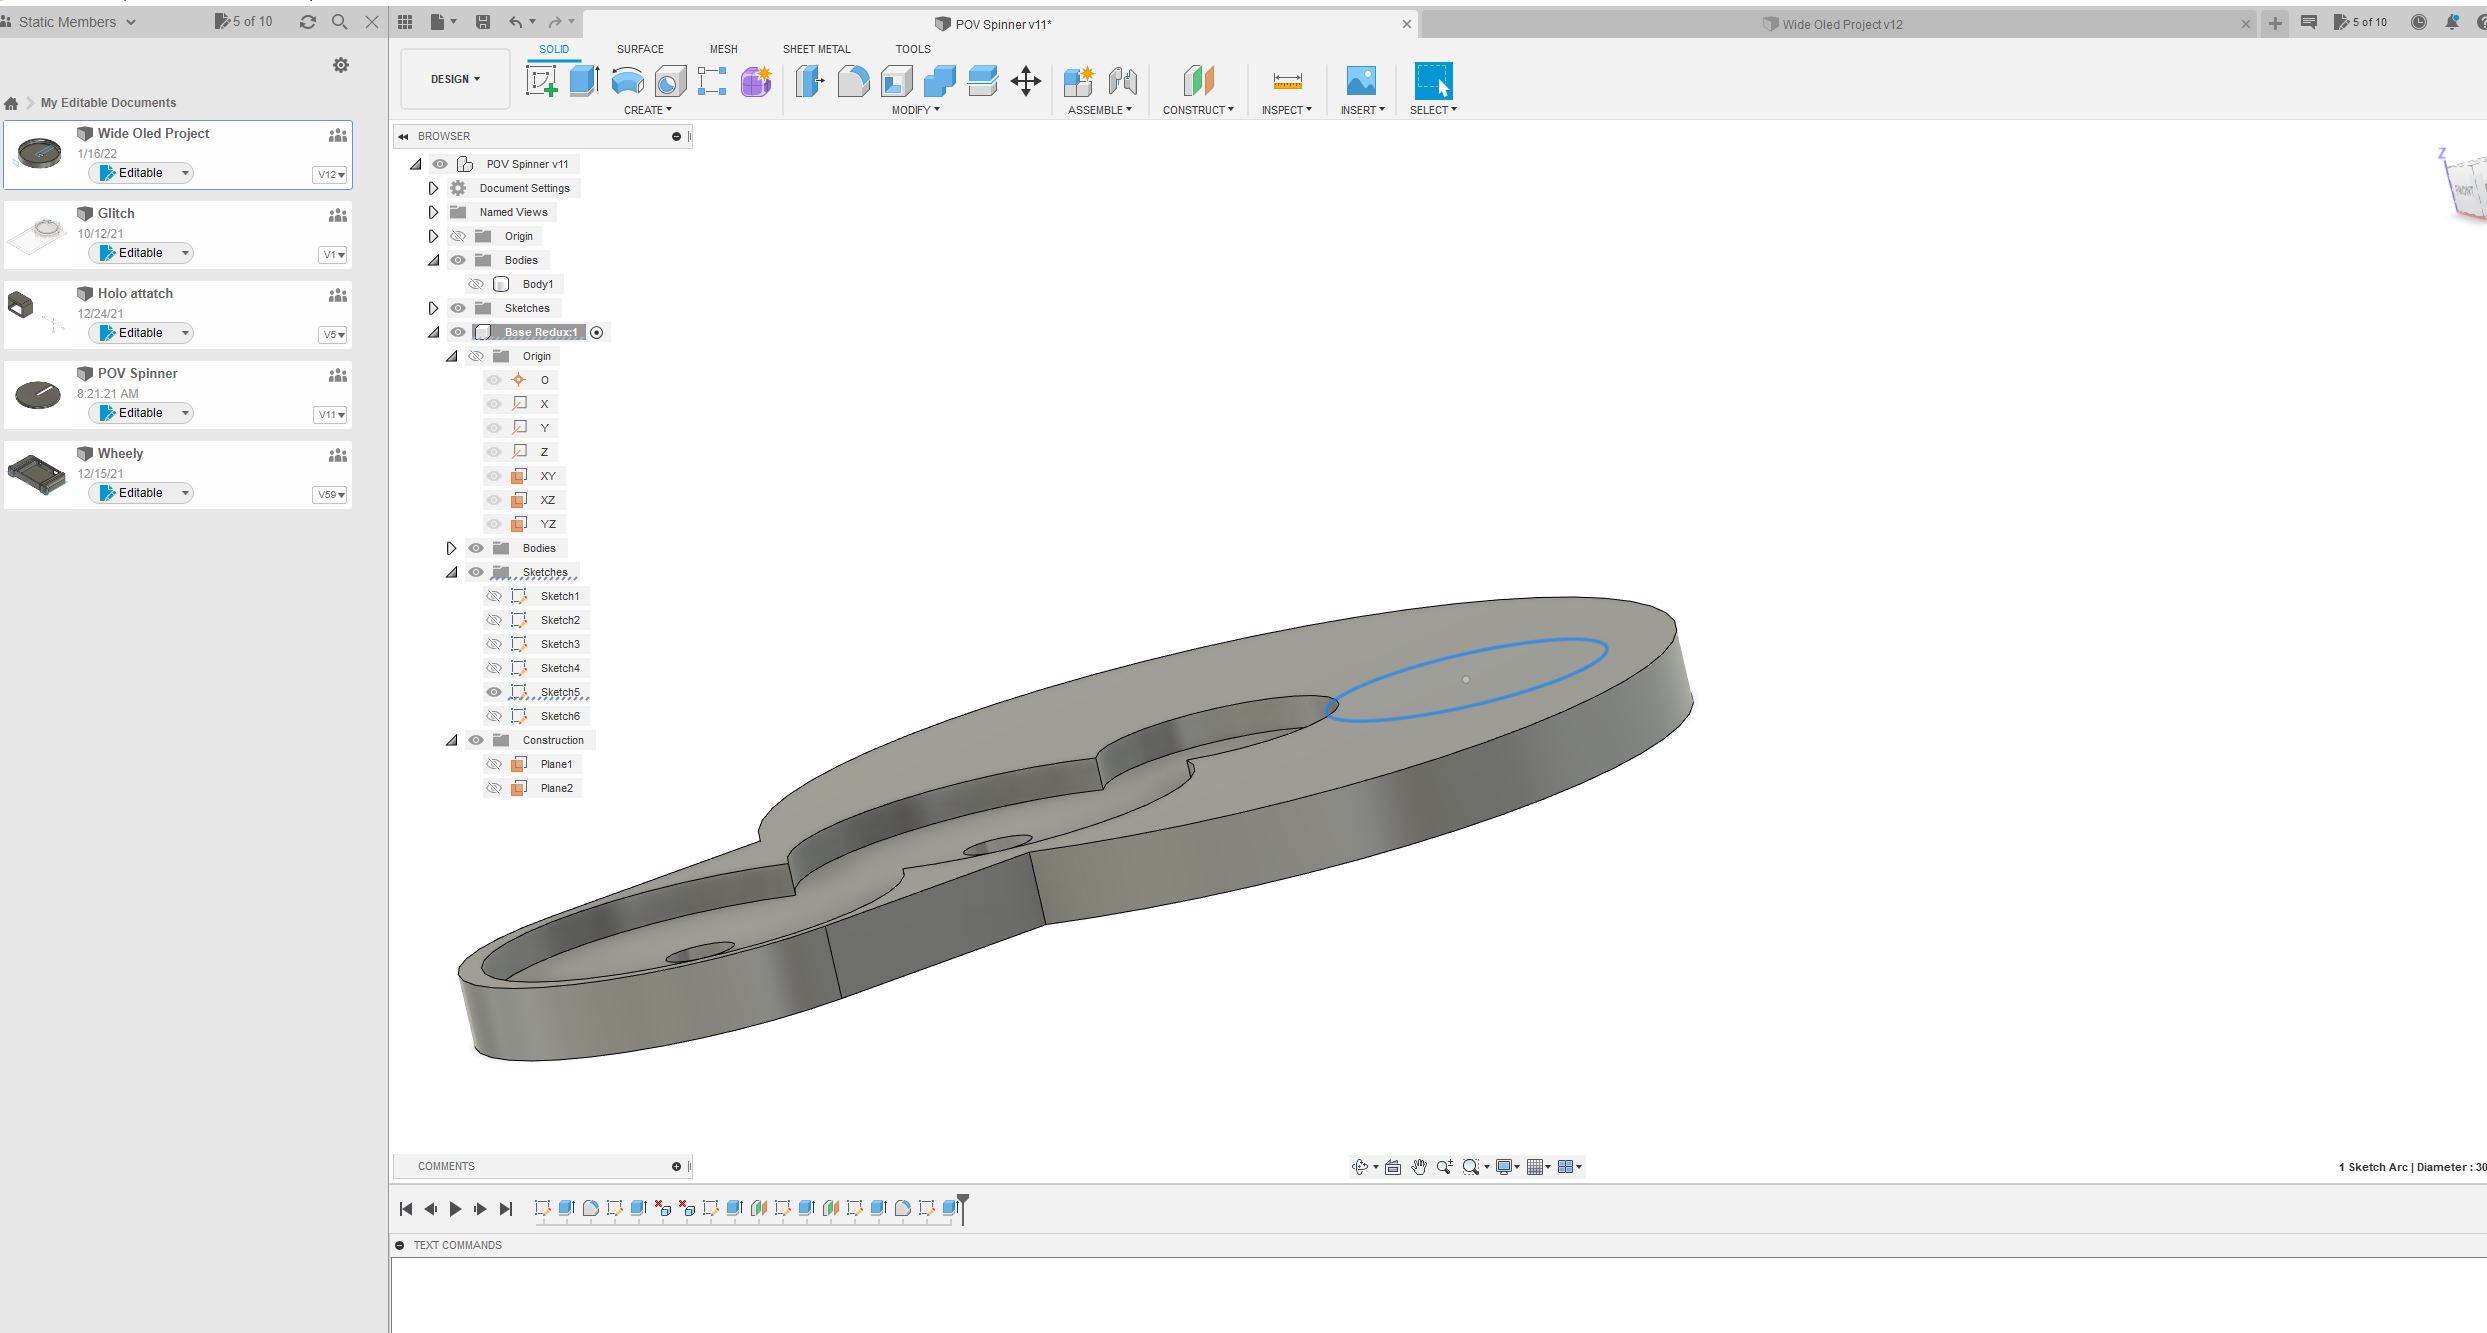 Static Members
5 of 10
POV Spinner v11*
Wide Oled Project v12
5 of 10
SOLID
SURFACE
MESH
SHEET METAL
TOOLS
DESIGN
CREATE
MODIFY
ASSEMBLE
CONSTRUCT
INSPECT
INSERT
SELECT
My Editable Documents
Wide Oled Project
1/16/22
Editable
V12
Glitch
10/12/21
Editable
V1
Holo attatch
12/24/21
Editable
V5
POV Spinner
8:21:21 AM
Editable
V11
Wheely
12/15/21
Editable
V59
BROWSER
POV Spinner v11
Document Settings
Named Views
Origin
Bodies
Body1
Sketches
Base Redux:1
Origin
O
X
Y
Z
XY
XZ
YZ
Bodies
Sketches
Sketch1
Sketch2
Sketch3
Sketch4
Sketch5
Sketch6
Construction
Plane1
Plane2
Z
FRONT
COMMENTS
1 Sketch Arc | Diameter : 30
TEXT COMMANDS